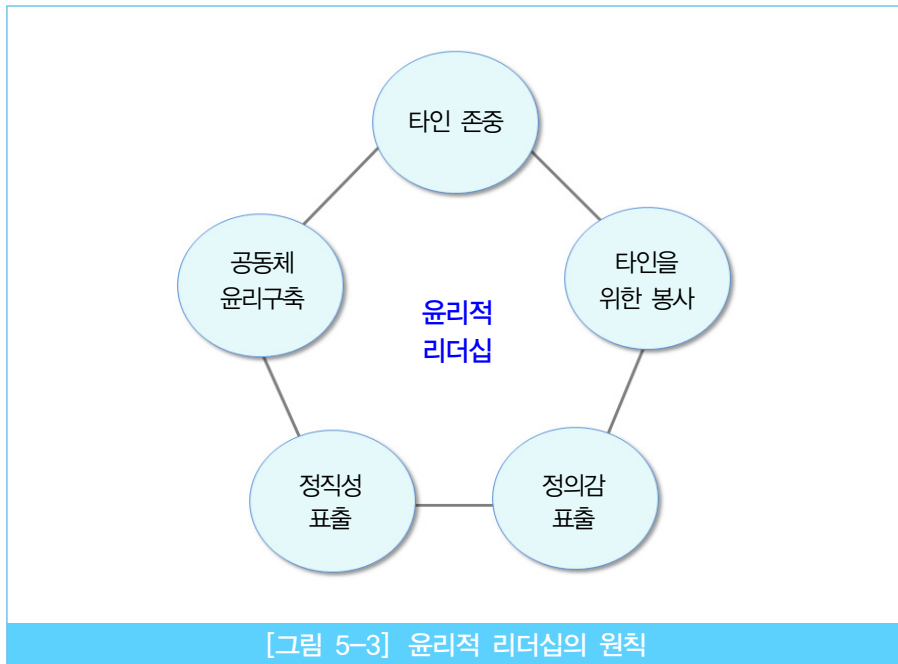 타인 존중
공동체
윤리구축
타인을
위한 봉사
윤리적
리더십
정직성
표출
정의감
표출
[그림 5-3] 윤리적 리더십의 원칙